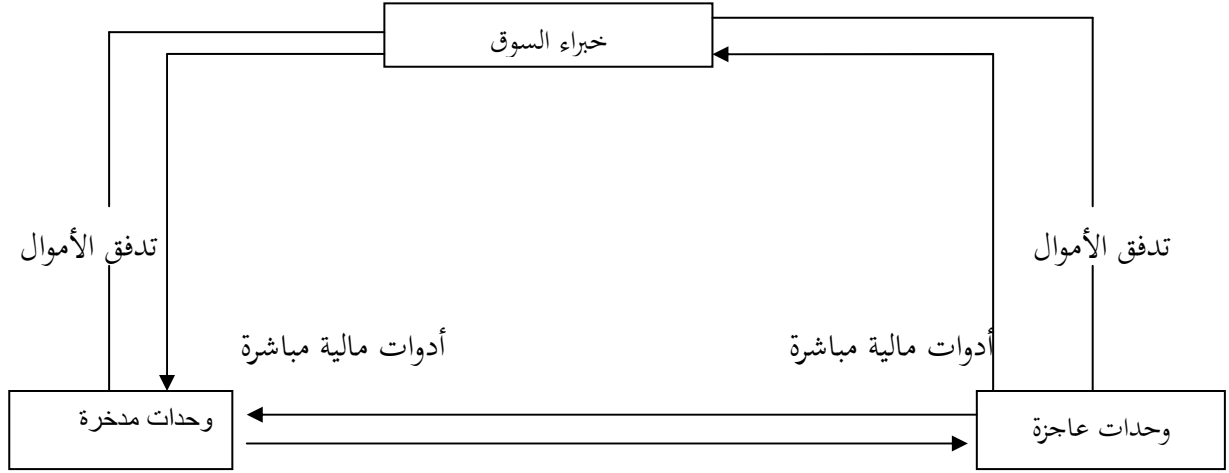 خبراء السوق
تدفق الأموال
تدفق الأموال
أدوات مالية مباشرة
أدوات مالية مباشرة
وحدات عاجزة
وحدات مدخرة